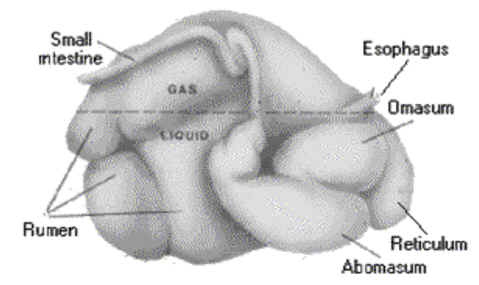 Small
intestine
Esophagus
GAS
Omasum
LIQUID
Rumen
Reticulum
Abomasum